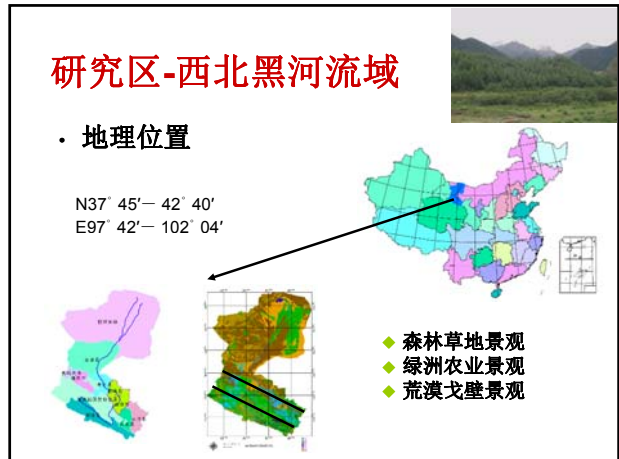 研究区-西北黑河流域
• 地理位置
N37° 45′— 42° 40′
E97° 42′— 102° 04′
◆ 森林草地景观
◆ 绿洲农业景观
◆ 荒漠戈壁景观